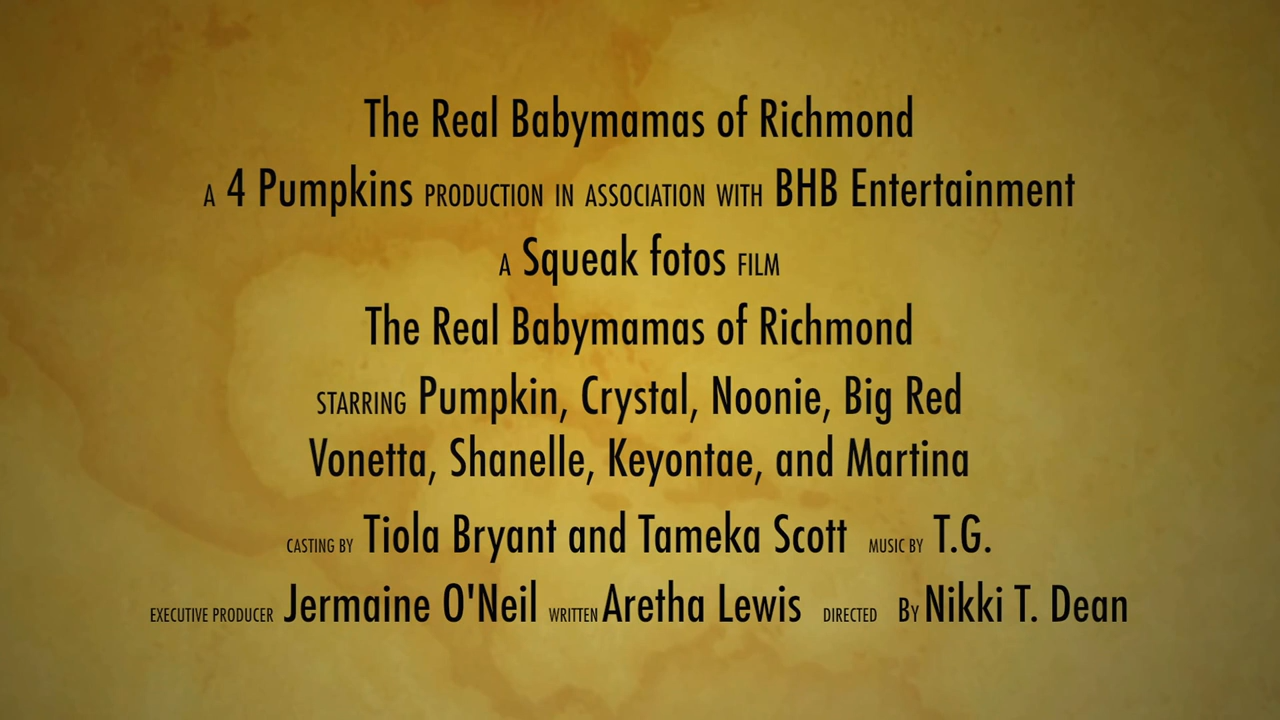 The Real Babymamas of Richmond
A 4 Pumpkins PRODUCTION IN ASSOCIATION WITH BHB Entertainment
A Squeak fotos FILM
The Real Babymamas of Richmond
STARRING Pumpkin, Crystal, Noonie, Big Red
Vonetta, Shanelle, Keyontae, and Martina
CASTING BY Tiola Bryant and Tameka Scott MUSIC BY T.G.
EXECUTIVE PRODUCER Jermaine O'Neil WRITTEN Aretha Lewis DIRECTED BY Nikki T. Dean